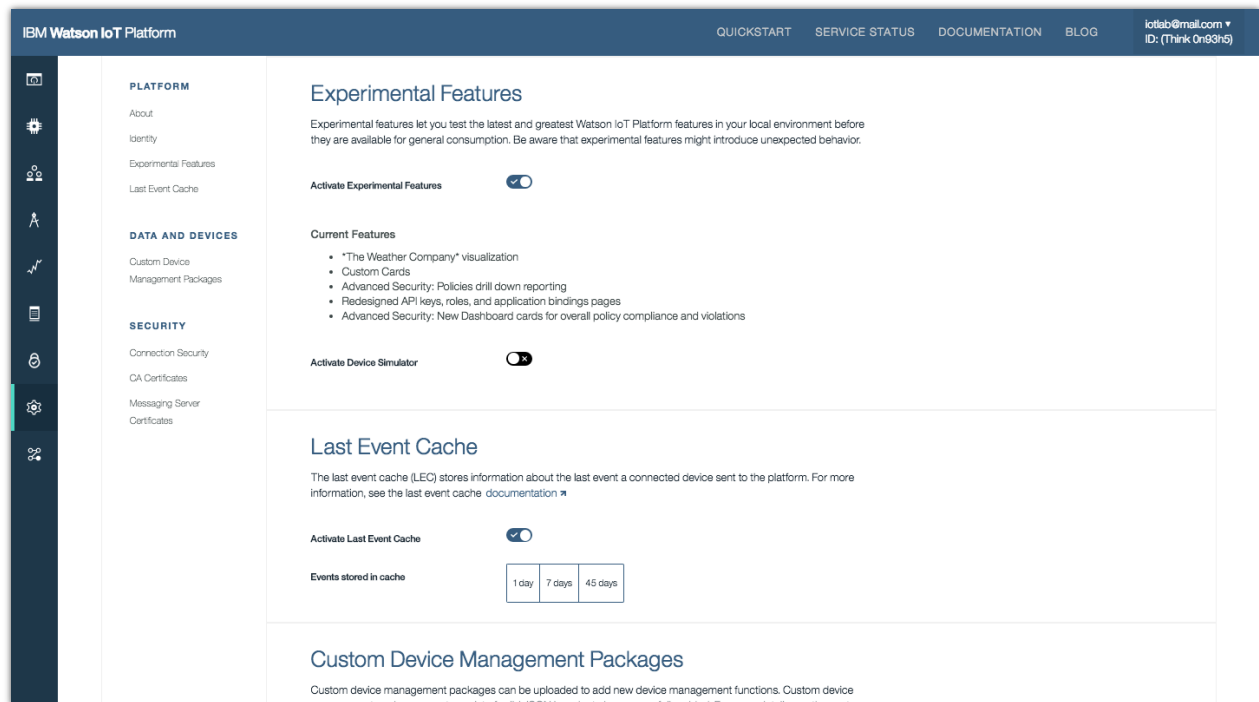 IBM Watson IoT Platform
QUICKSTART SERVICE STATUS DOCUMENTATION BLOG
iotlab@mail.com ▾
ID: (Think 0n93h5)
PLATFORM
About
Identity
Experimental Features
Last Event Cache
DATA AND DEVICES
Custom Device
Management Packages
SECURITY
Connection Security
CA Certificates
Messaging Server
Certificates
Experimental Features
Experimental features let you test the latest and greatest Watson IoT Platform features in your local environment before
they are available for general consumption. Be aware that experimental features might introduce unexpected behavior.
Activate Experimental Features
Current Features
• *The Weather Company* visualization
• Custom Cards
• Advanced Security: Policies drill down reporting
• Redesigned API keys, roles, and application bindings pages
• Advanced Security: New Dashboard cards for overall policy compliance and violations
Activate Device Simulator
Last Event Cache
The last event cache (LEC) stores information about the last event a connected device sent to the platform. For more
information, see the last event cache documentation
Activate Last Event Cache
Events stored in cache
1 day 7 days 45 days
Custom Device Management Packages
Custom device management packages can be uploaded to add new device management functions. Custom device